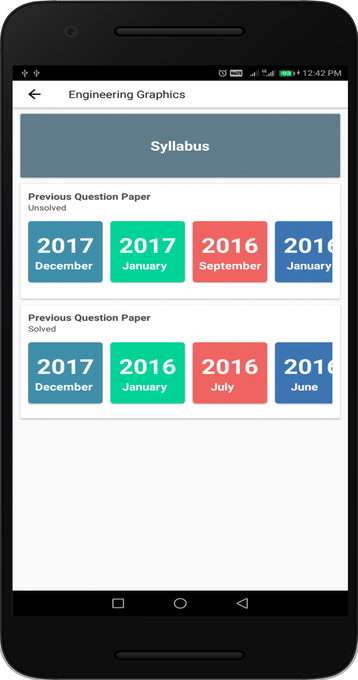 12:42 PM
Engineering Graphics
Syllabus
Previous Question Paper
Unsolved
2017 2017 2016 2016
December January September January
Previous Question Paper
Solved
2017 2016 2016 2016
December January July June